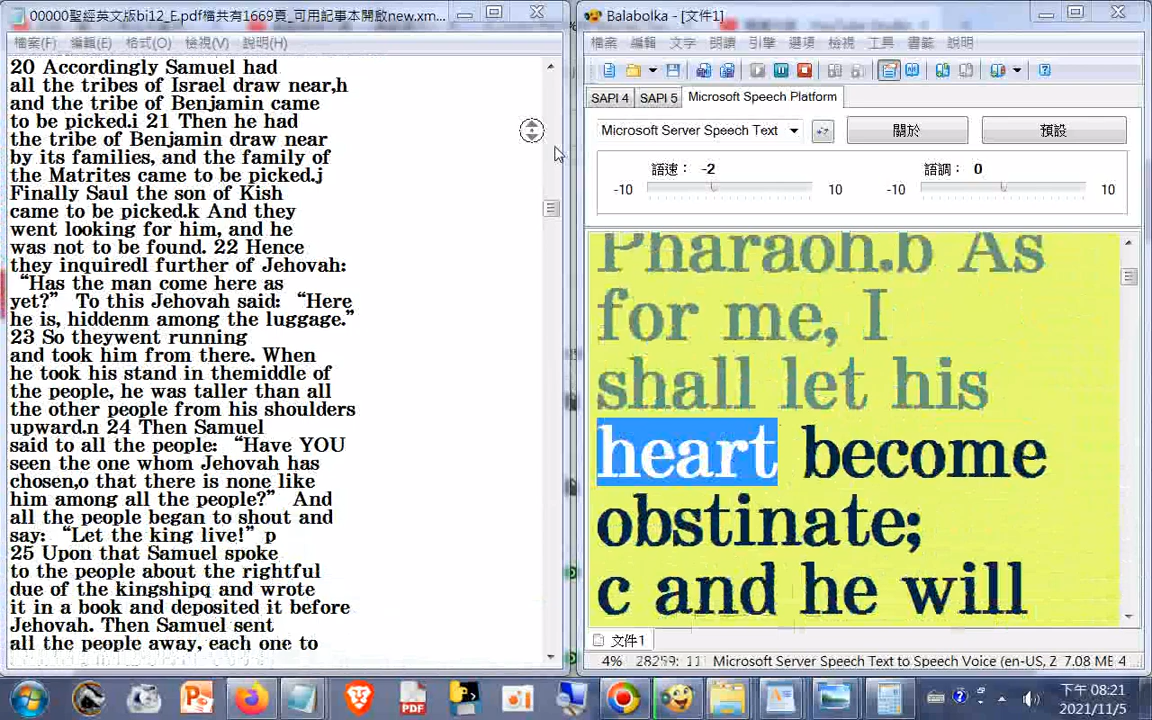 00000聖經英文版bi12_E.pdf檔共有1669頁_可用記事本開啟new.xm...
檔案(F) 編輯(E) 格式(O) 檢視(V) 說明(H)
20 Accordingly Samuel had
all the tribes of Israel draw near,h
and the tribe of Benjamin came
to be picked.i 21 Then he had
the tribe of Benjamin draw near
by its families, and the family of
the Matrites came to be picked.j
Finally Saul the son of Kish
came to be picked.k And they
went looking for him, and he
was not to be found. 22 Hence
they inquiredl further of Jehovah:
“Has the man come here as
yet?” To this Jehovah said: “Here
he is, hiddenm among the luggage.”
23 So theywent running
and took him from there. When
he took his stand in themiddle of
the people, he was taller than all
the other people from his shoulders
upward.n 24 Then Samuel
said to all the people: “Have YOU
seen the one whom Jehovah has
chosen,o that there is none like
him among all the people?” And
all the people began to shout and
say: “Let the king live!” p
25 Upon that Samuel spoke
to the people about the rightful
due of the kingshipq and wrote
it in a book and deposited it before
Jehovah. Then Samuel sent
all the people away, each one to
Balabolka - [文件1]
檔案 編輯 文字 朗讀 引擎 選項 檢視 工具 書籤 說明
SAPI 4 SAPI 5 Microsoft Speech Platform
Microsoft Server Speech Text 關於 預設
語速: -2 語調: 0
-10 10 -10 10
Pharaoh.b As
for me, I
shall let his
heart become
obstinate;
c and he will
文件1
4% 28259: 11 Microsoft Server Speech Text to Speech Voice (en-US, Z 7.08 ME 4
PDF
下午 08:21
2021/11/5